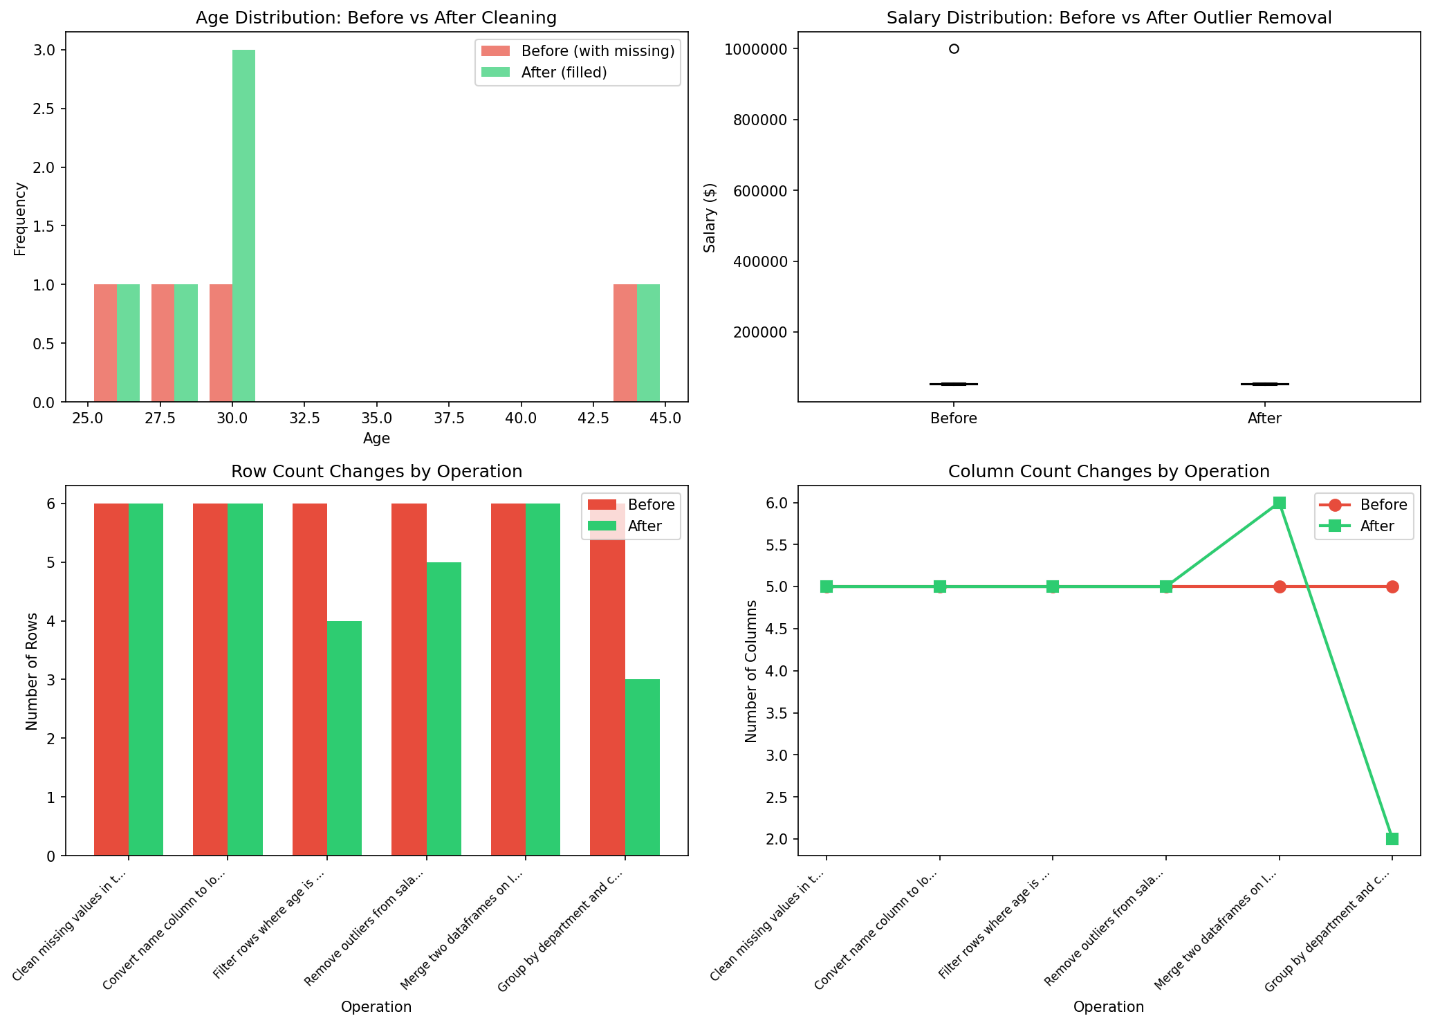 Age Distribution: Before vs After Cleaning
3.0
2.5
2.0
1.5
1.0
0.5
0.0
Frequency
Before (with missing)
After (filled)
25.0 27.5 30.0 32.5 35.0 37.5 40.0 42.5 45.0
Age
Salary Distribution: Before vs After Outlier Removal
1000000
800000
600000
400000
200000
Salary ($)
Before After
Row Count Changes by Operation
6
5
4
3
2
1
0
Number of Rows
Before
After
Clean missing values in t...
Convert name column to lo...
Filter rows where age is ...
Remove outliers from sala...
Merge two dataframes on I...
Group by department and c...
Operation
Column Count Changes by Operation
6.0
5.5
5.0
4.5
4.0
3.5
3.0
2.5
2.0
Number of Columns
Before
After
Clean missing values in t...
Convert name column to lo...
Filter rows where age is ...
Remove outliers from sala...
Merge two dataframes on I...
Group by department and c...
Operation